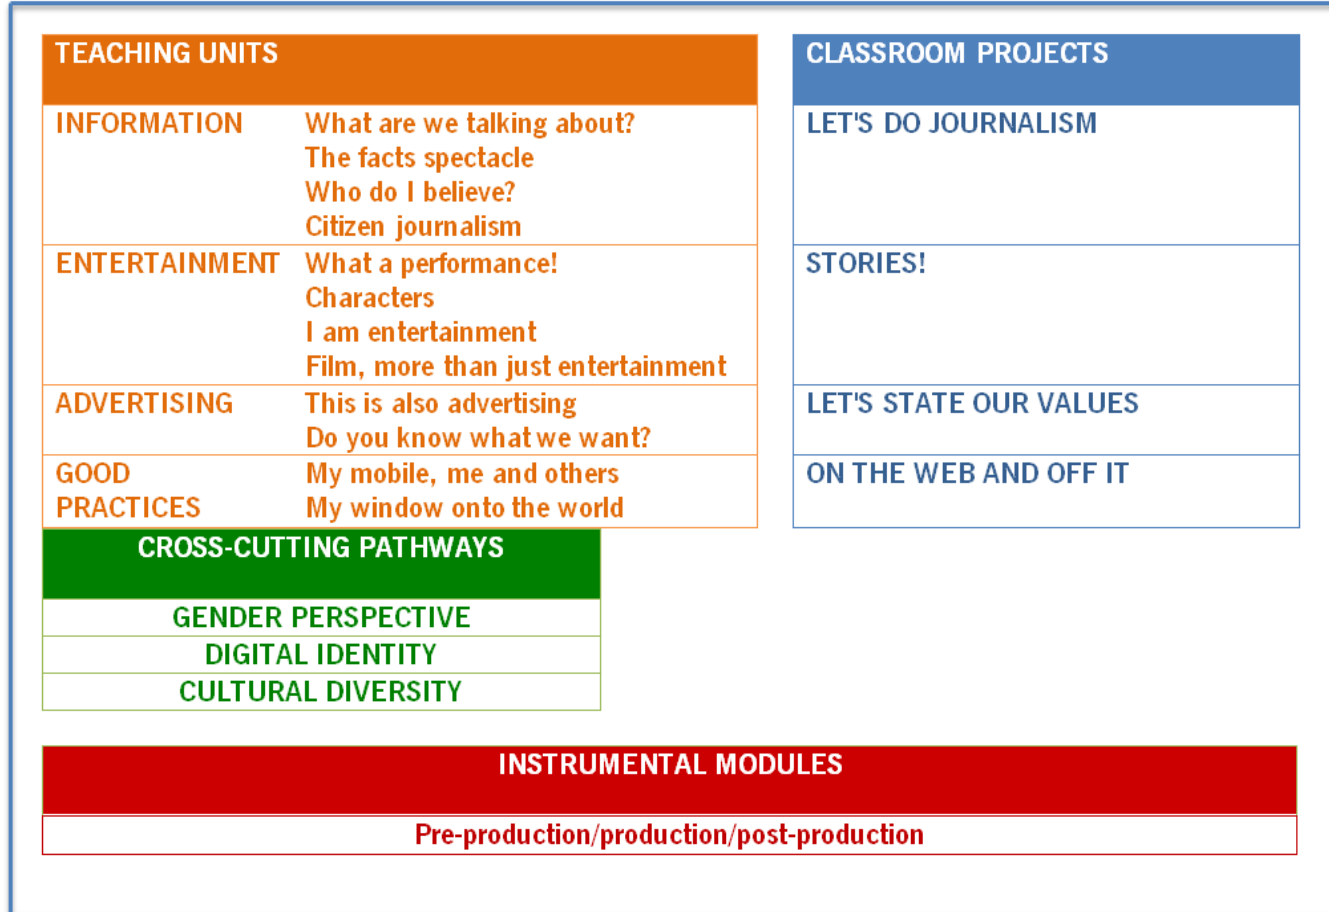 TEACHING UNITS
INFORMATION What are we talking about?
The facts spectacle
Who do I believe?
Citizen journalism
ENTERTAINMENT What a performance!
Characters
I am entertainment
Film, more than just entertainment
ADVERTISING This is also advertising
Do you know what we want?
GOOD My mobile, me and others
PRACTICES My window onto the world
CLASSROOM PROJECTS
LET'S DO JOURNALISM
STORIES!
LET'S STATE OUR VALUES
ON THE WEB AND OFF IT
CROSS-CUTTING PATHWAYS
GENDER PERSPECTIVE
DIGITAL IDENTITY
CULTURAL DIVERSITY
INSTRUMENTAL MODULES
Pre-production/production/post-production